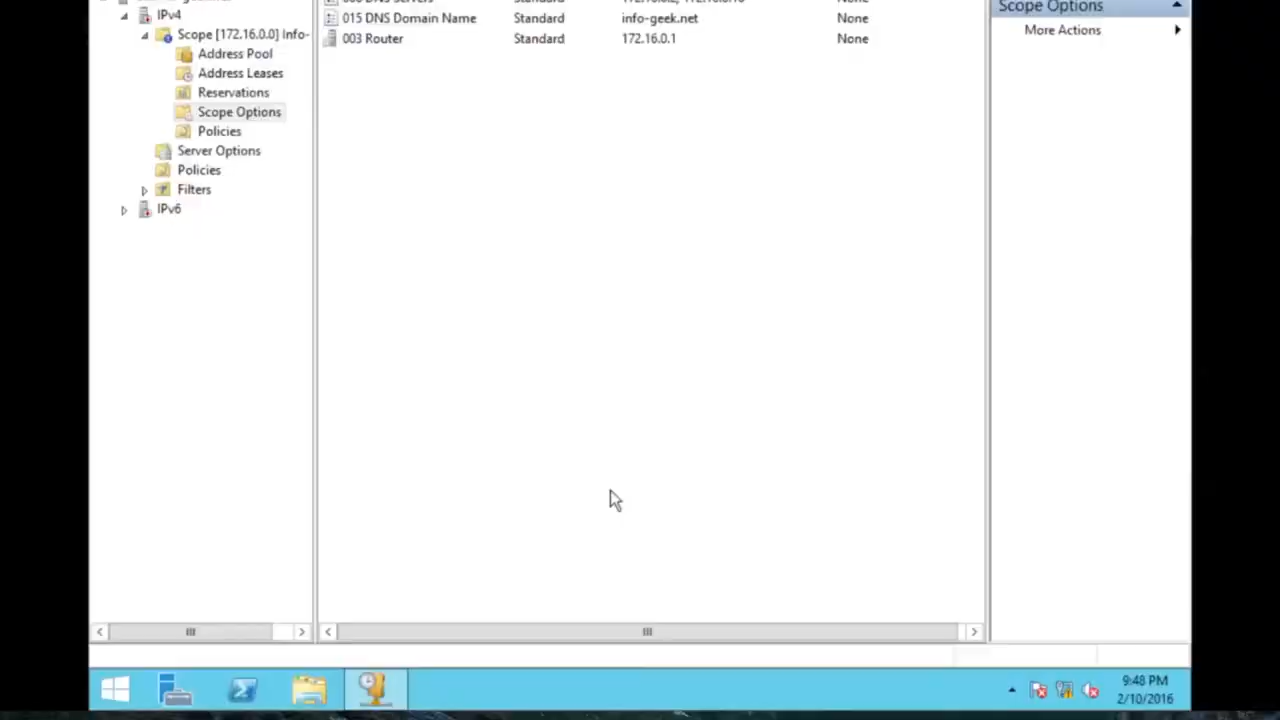 015 DNS Domain Name Standard info-geek.net None
003 Router Standard 172.16.0.1 None
IPv4
Scope [172.16.0.0] Info-
Address Pool
Address Leases
Reservations
Scope Options
Policies
Server Options
Policies
Filters
IPv6
Scope Options
More Actions
9:48 PM
2/10/2016